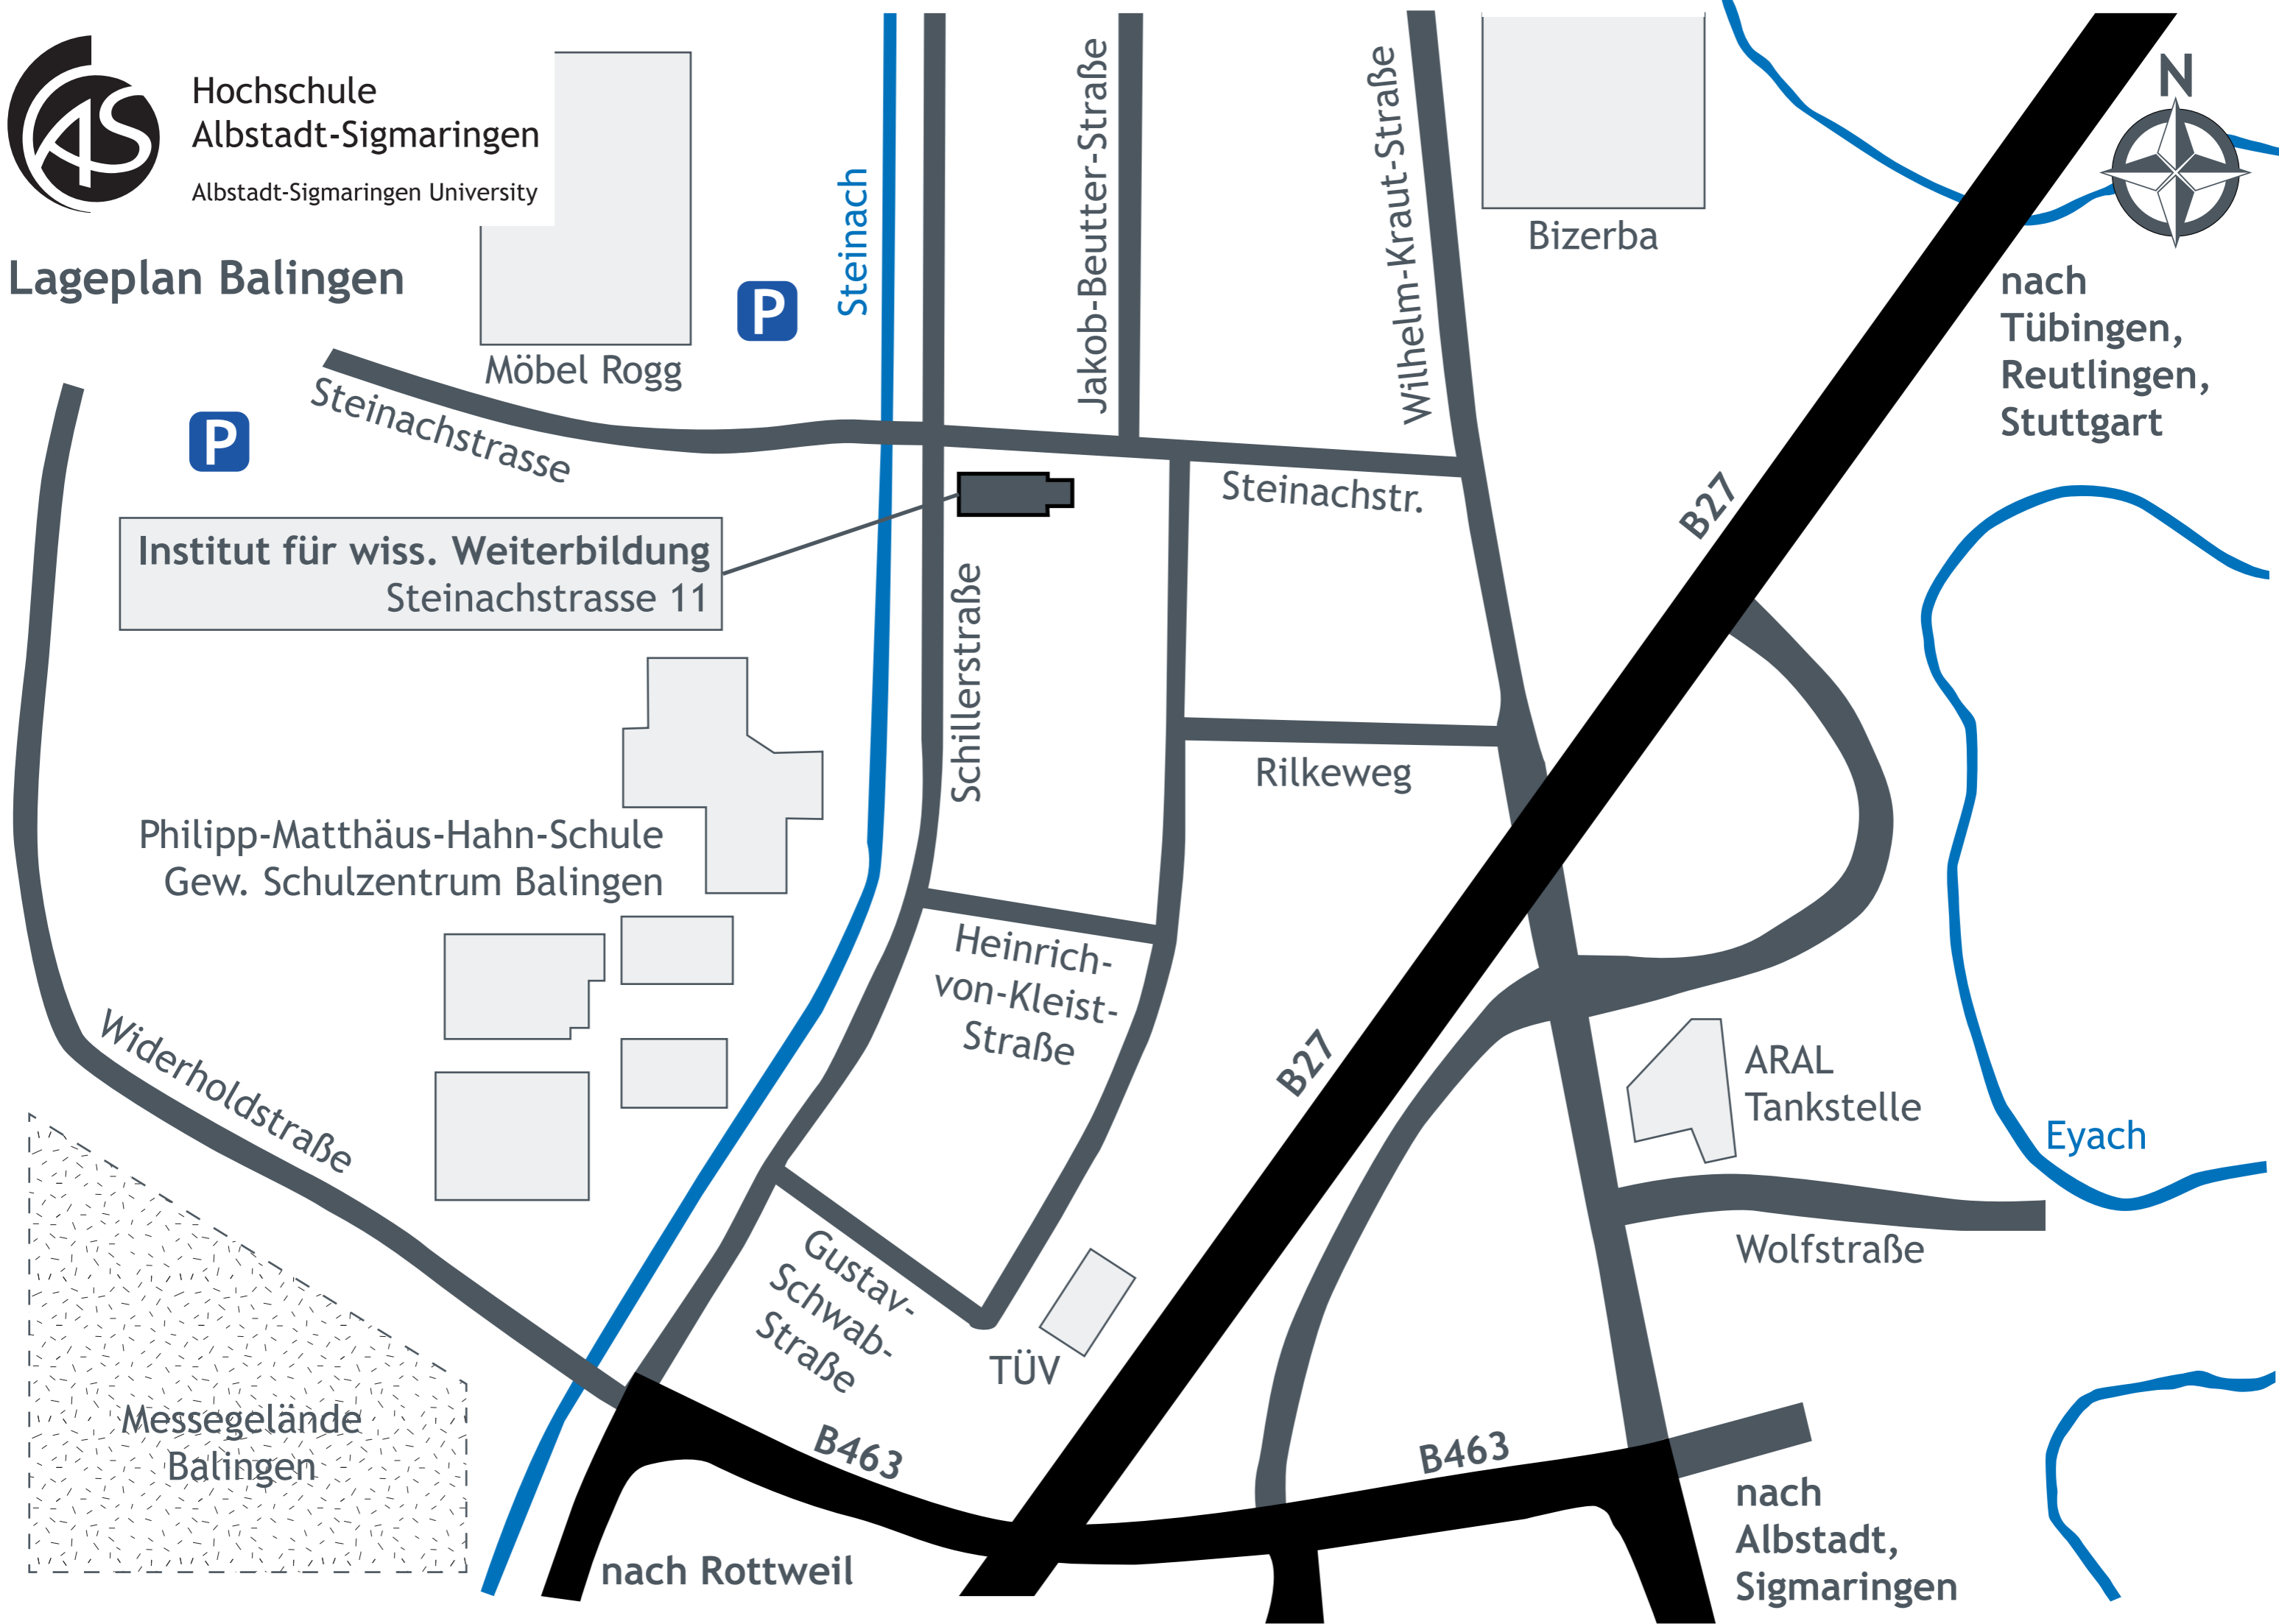 Hochschule
Albstadt-Sigmaringen
Albstadt-Sigmaringen University
Lageplan Balingen
Möbel Rogg
P
Steinach
Jakob-Beutter-Straße
Wilhelm-Kraut-Straße
Bizerba
N
nach
Tübingen,
Reutlingen,
Stuttgart
P
Steinachstrasse
Steinachstr.
B27
Institut für wiss. Weiterbildung
Steinachstrasse 11
Schillerstraße
Rilkeweg
Philipp-Matthäus-Hahn-Schule
Gew. Schulzentrum Balingen
Heinrich-
von-Kleist-
Straße
B27
ARAL
Tankstelle
Eyach
Widerholdstraße
Wolfstraße
Gustav-
Schwab-
Straße
TÜV
Messegelände
Balingen
B463
B463
nach Rottweil
nach
Albstadt,
Sigmaringen